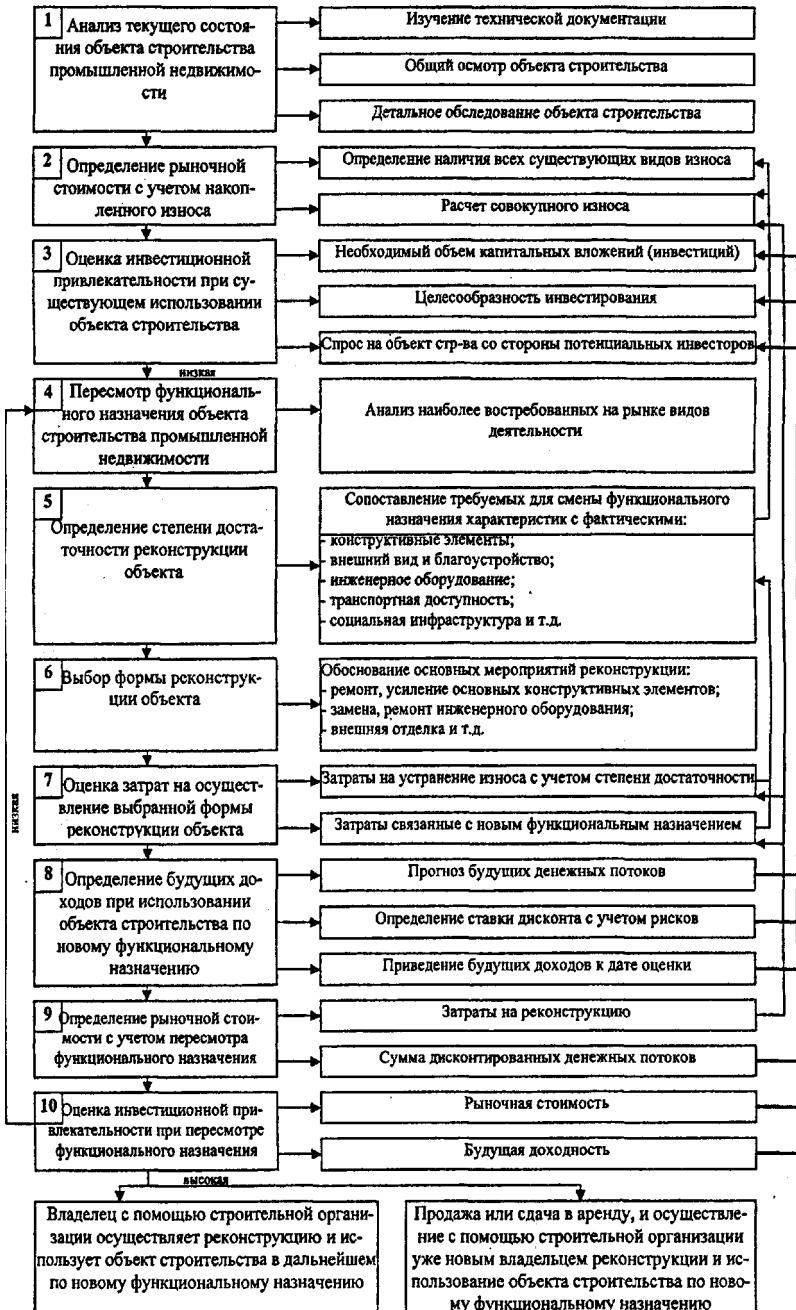 1 Анализ текущего состоя-
ния объекта строительства
промышленной недвижимо-
сти
Изучение технической документации
Общий осмотр объекта строительства
Детальное обследование объекта строительства
2 Определение рыночной
стоимости с учетом накоп-
ленного износа
Определение наличия всех существующих видов износа
Расчет совокупного износа
3 Оценка инвестиционной
привлекательности при су-
ществующем использовании
объекта строительства
Необходимый объем капитальных вложений (инвестиций)
Целесообразность инвестирования
Спрос на объект стр-ва со стороны потенциальных инвесторов
низкая
4 Пересмотр функциональ-
ного назначения объекта
строительства промышленной
недвижимости
Анализ наиболее востребованных на рынке видов
деятельности
5
Определение степени доста-
точности реконструкции
объекта
Сопоставление требуемых для смены функционального
назначения характеристик с фактическими:
- конструктивные элементы;
- внешний вид и благоустройство;
- инженерное оборудование;
- транспортная доступность;
- социальная инфраструктура и т.д.
6 Выбор формы реконструк-
ции объекта
Обоснование основных мероприятий реконструкции:
- ремонт, усиление основных конструктивных элементов;
- замена, ремонт инженерного оборудования;
- внешняя отделка и т.д.
7 Оценка затрат на осущест-
вление выбранной формы
реконструкции объекта
Затраты на устранение износа с учетом степени достаточности
Затраты связанные с новым функциональным назначением
низкая
8 Определение будущих до-
ходов при использовании
объекта строительства по
новому функциональному
назначению
Прогноз будущих денежных потоков
Определение ставки дисконта с учетом рисков
Приведение будущих доходов к дате оценки
9 Определение рыночной стои-
мости с учетом пересмотра
функционального назначения
Затраты на реконструкцию
Сумма дисконтированных денежных потоков
10 Оценка инвестиционной при-
влекательности при пересмотре
функционального назначения
Рыночная стоимость
Будущая доходность
высокая
Владелец с помощью строительной органи-
зации осуществляет реконструкцию и ис-
пользует объект строительства в дальнейшем
по новому функциональному назначению
Продажа или сдача в аренду, и осуществле-
ние с помощью строительной организации
уже новым владельцем реконструкции и ис-
пользование объекта строительства по ново-
му функциональному назначению